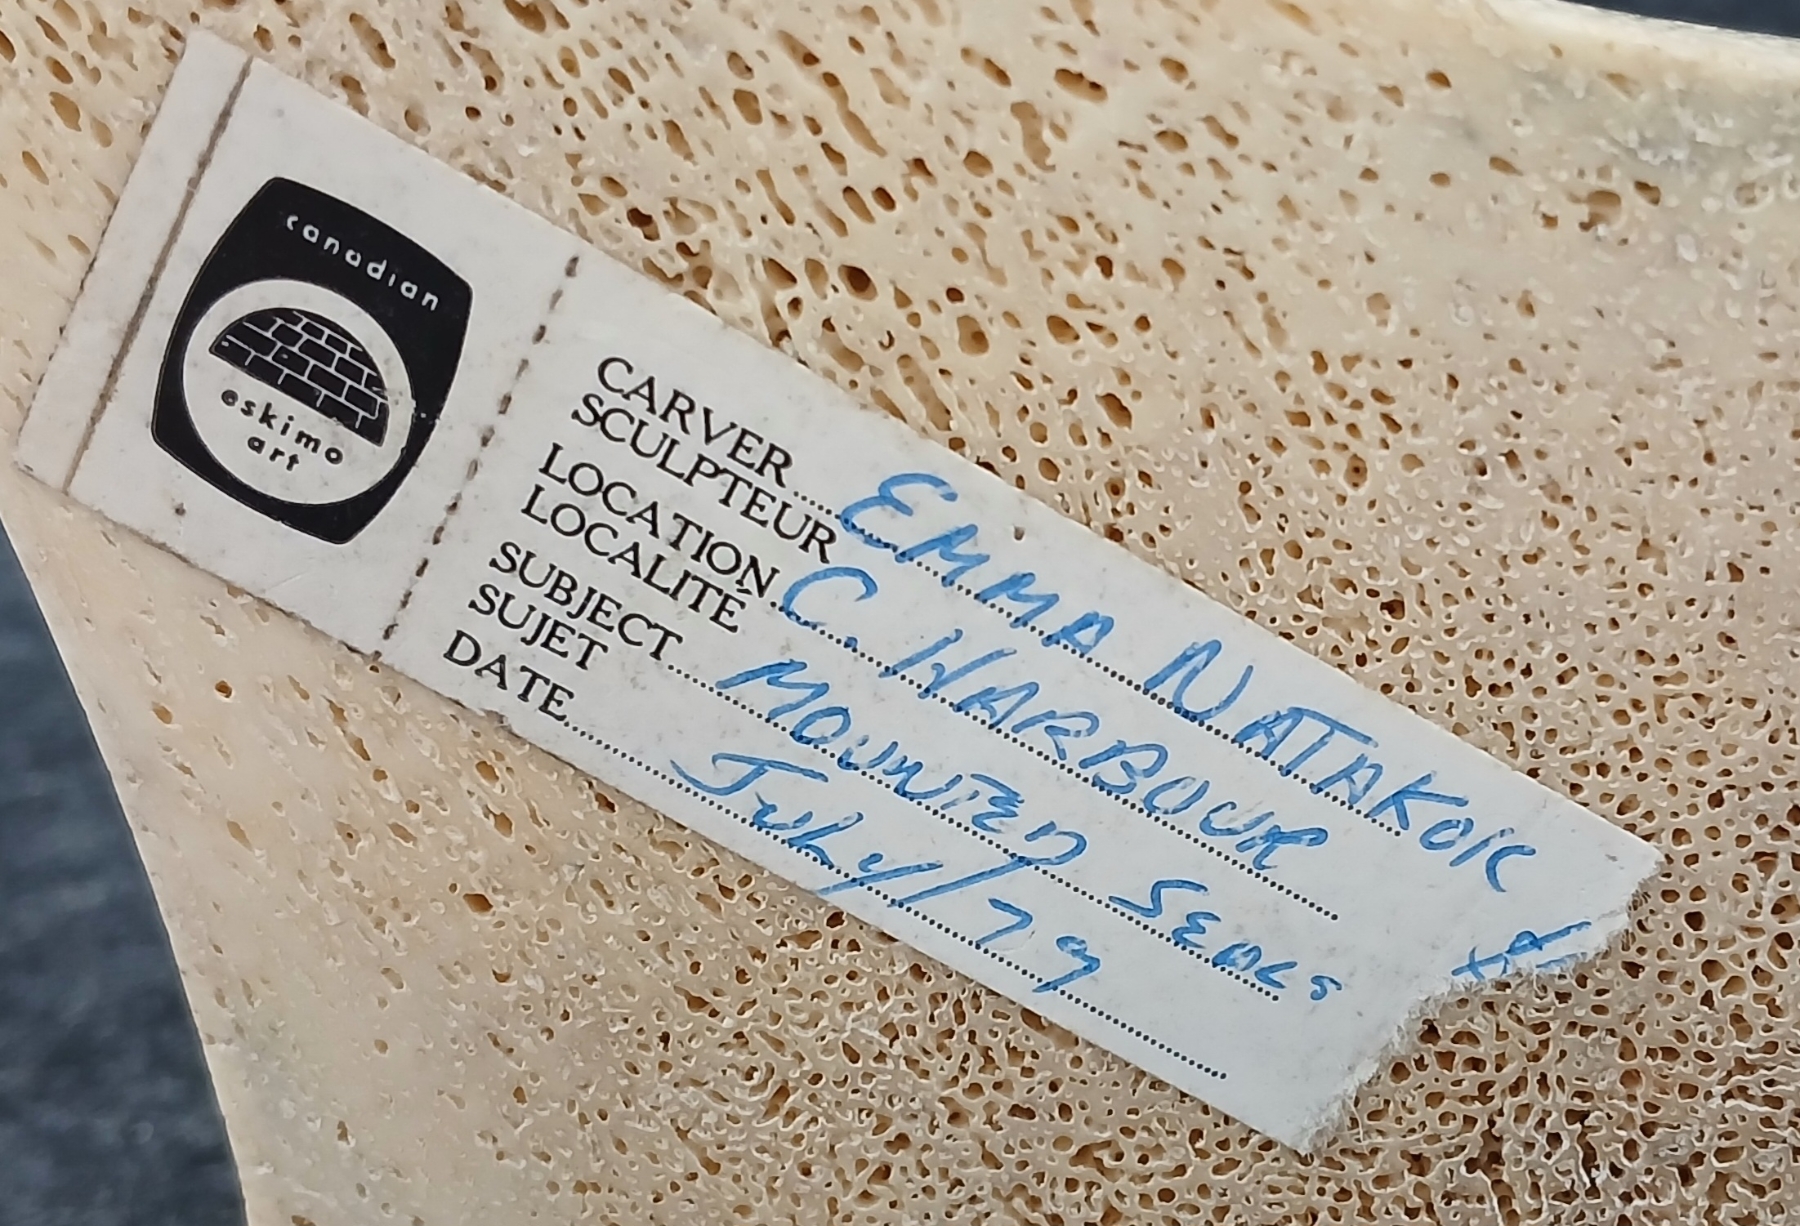 canadian
eskimo
art
CARVER
SCULPTEUR EMMA NATAKOK
LOCATION
LOCALITÉ C. HARBOUR
SUBJECT
SUJET MOUNTED SEALS
DATE July/79